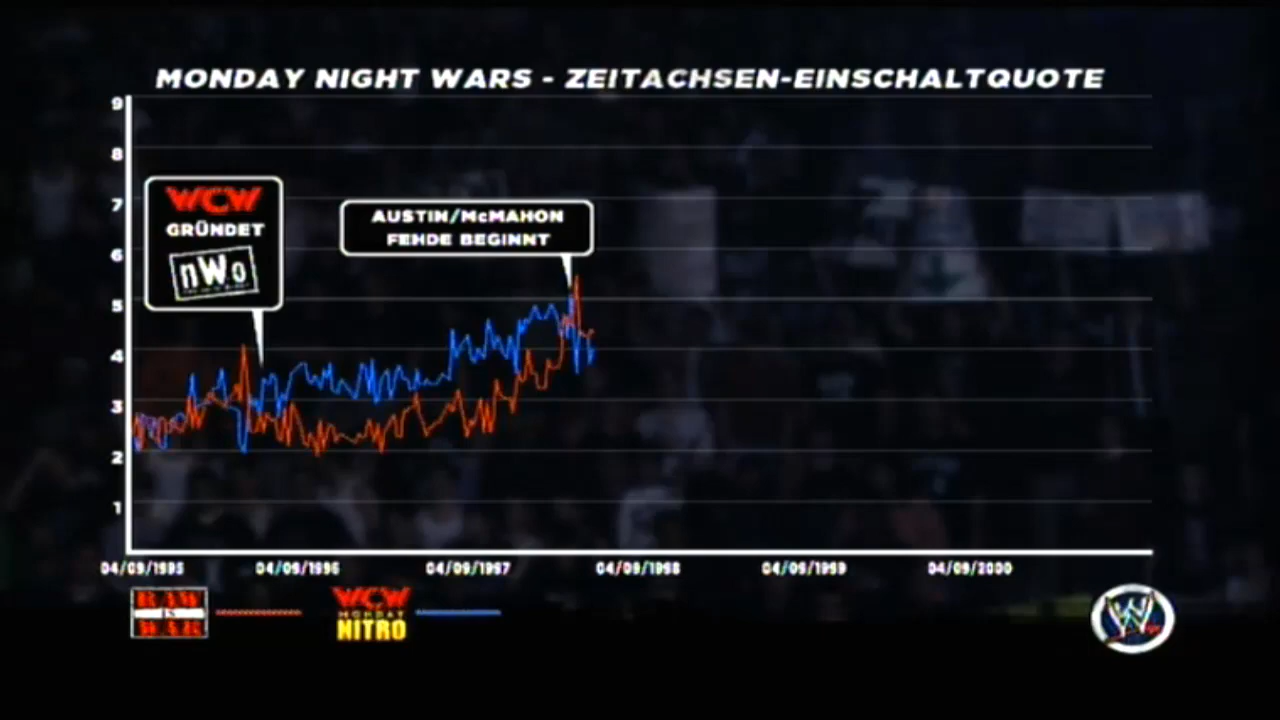 MONDAY NIGHT WARS - ZEITACHSEN-EINSCHALTQUOTE
9
8
7
6
5
4
3
2
1
WCW
GRÜNDET
nWo
AUSTIN/McMAHON
FEHDE BEGINNT
04/09/1995 04/09/1996 04/09/1997 04/09/1998 04/09/1999 04/09/2000
RAW
IS
WAR
WCW
MONDAY
NITRO
W